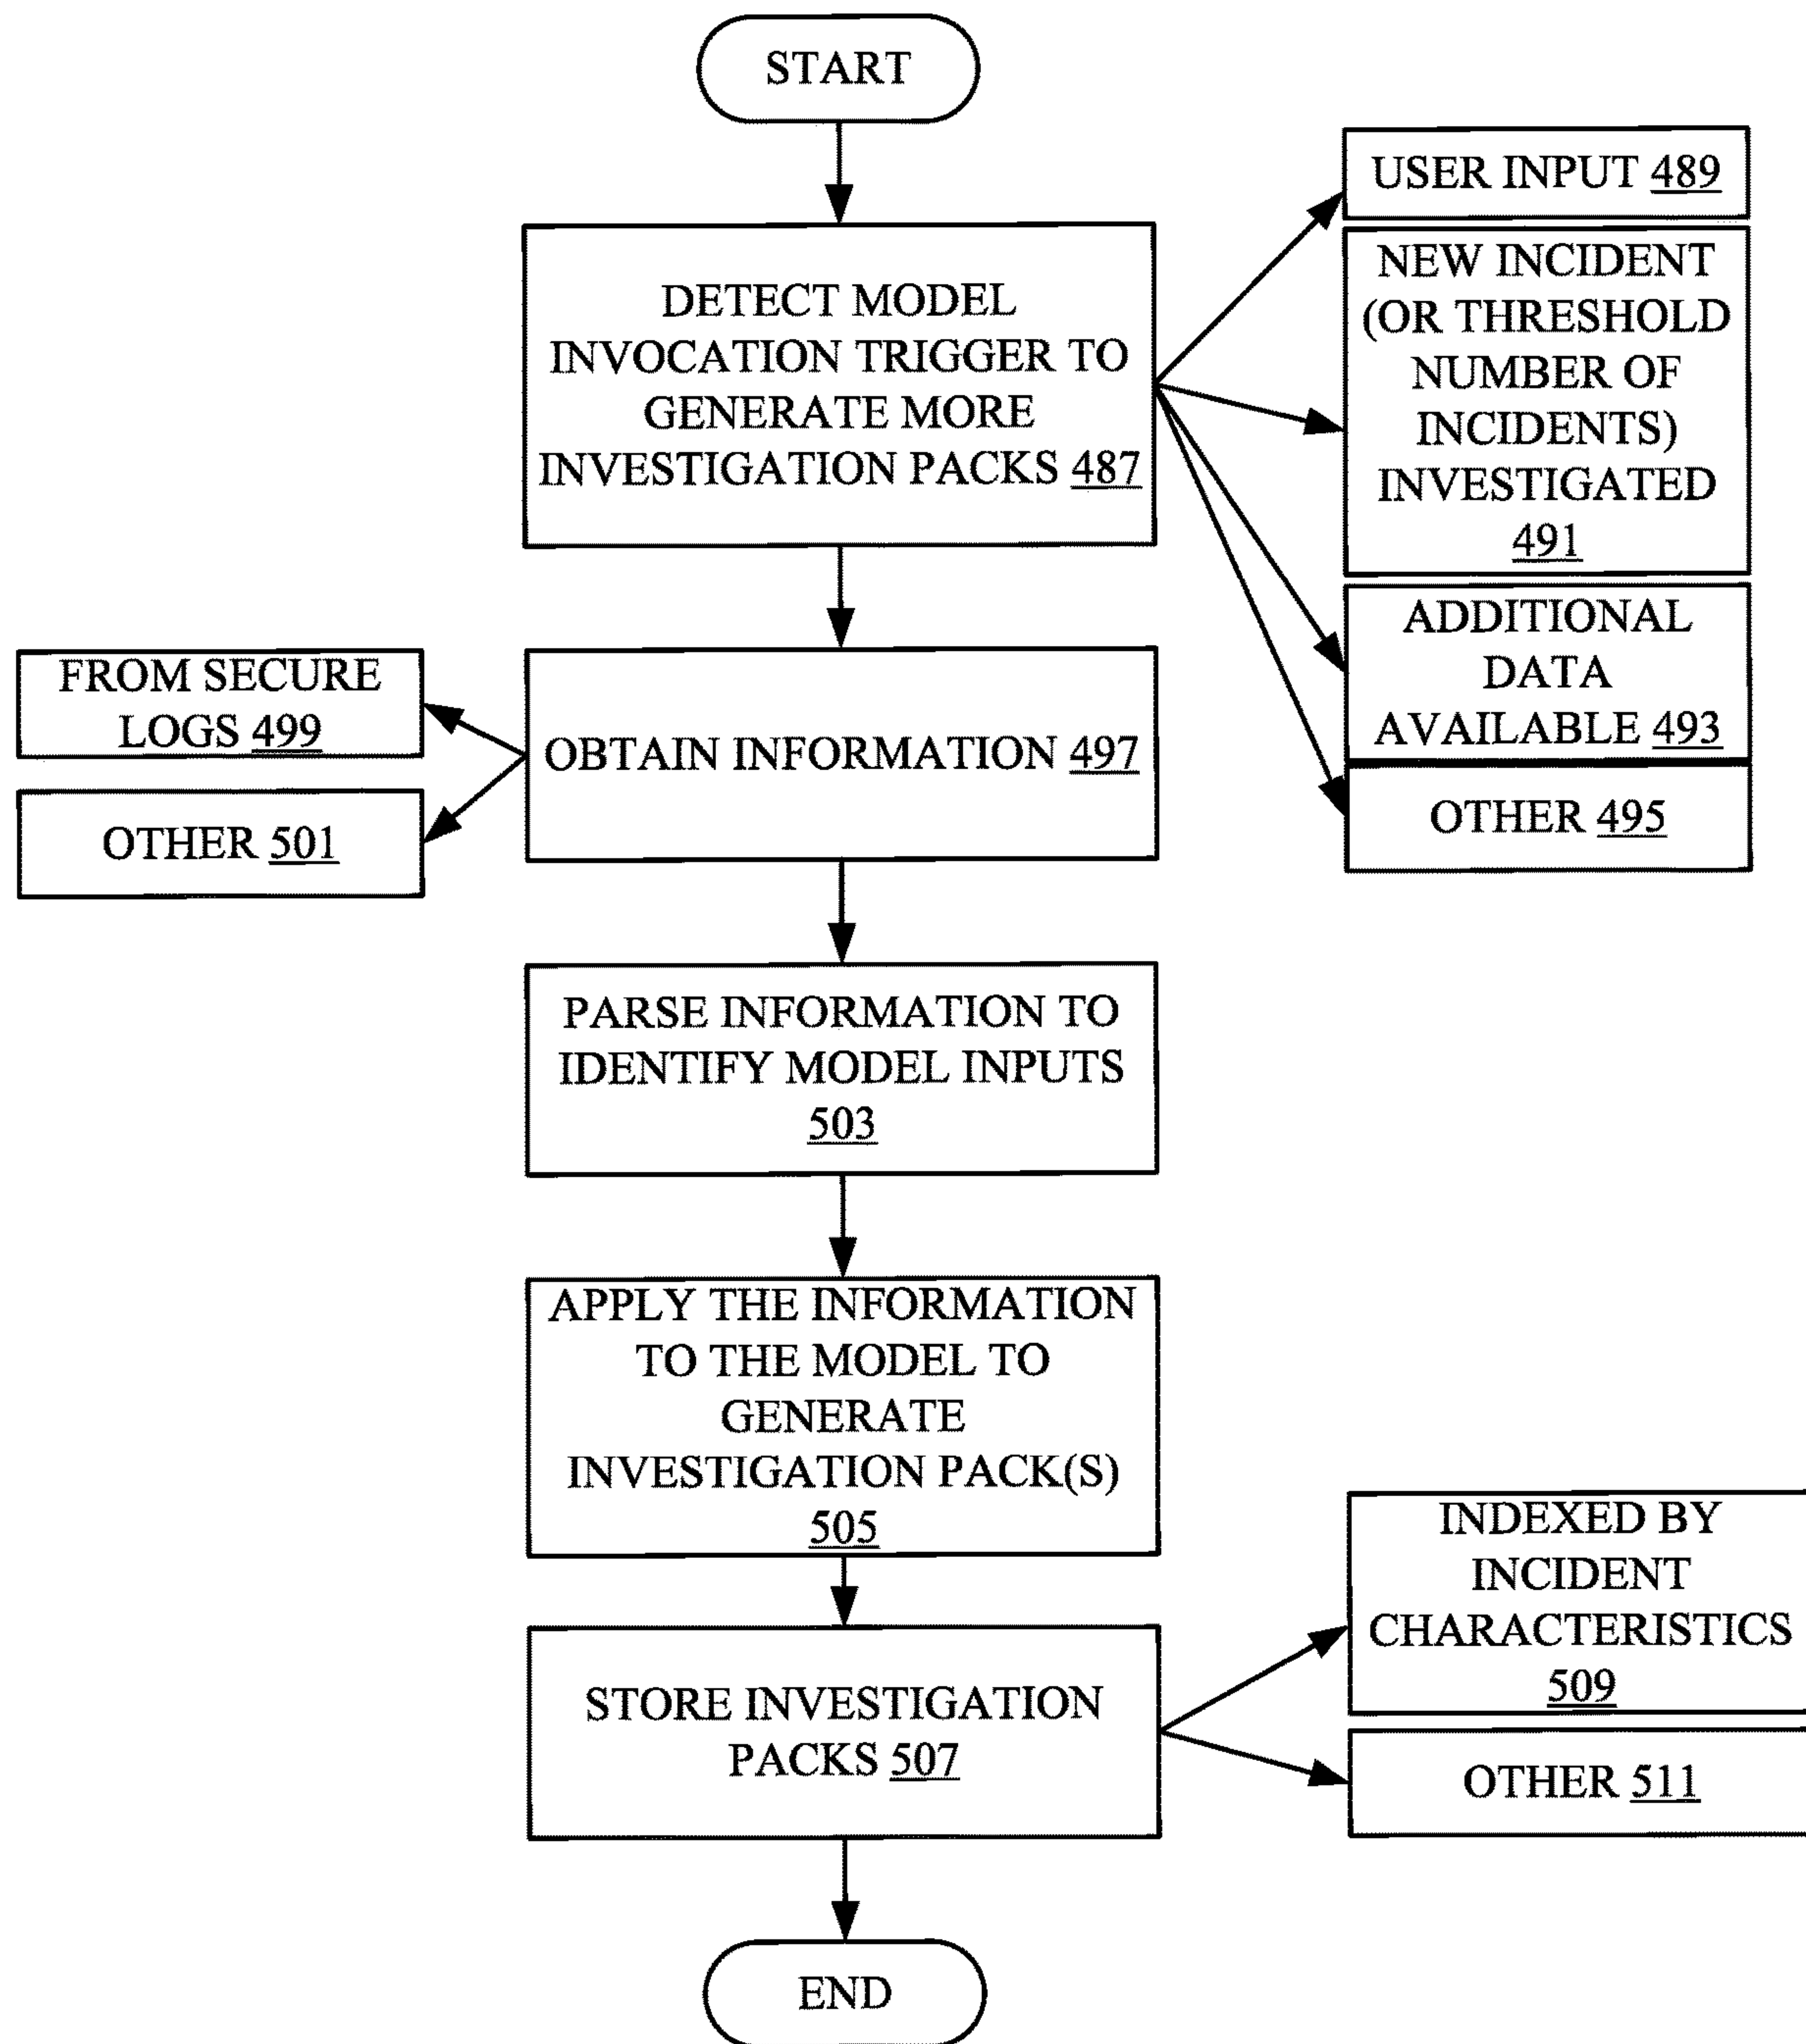 START
DETECT MODEL
INVOCATION TRIGGER TO
GENERATE MORE
INVESTIGATION PACKS 487
USER INPUT 489
NEW INCIDENT
(OR THRESHOLD
NUMBER OF
INCIDENTS)
INVESTIGATED
491
ADDITIONAL
DATA
AVAILABLE 493
OTHER 495
OBTAIN INFORMATION 497
FROM SECURE
LOGS 499
OTHER 501
PARSE INFORMATION TO
IDENTIFY MODEL INPUTS
503
APPLY THE INFORMATION
TO THE MODEL TO
GENERATE
INVESTIGATION PACK(S)
505
STORE INVESTIGATION
PACKS 507
INDEXED BY
INCIDENT
CHARACTERISTICS
509
OTHER 511
END